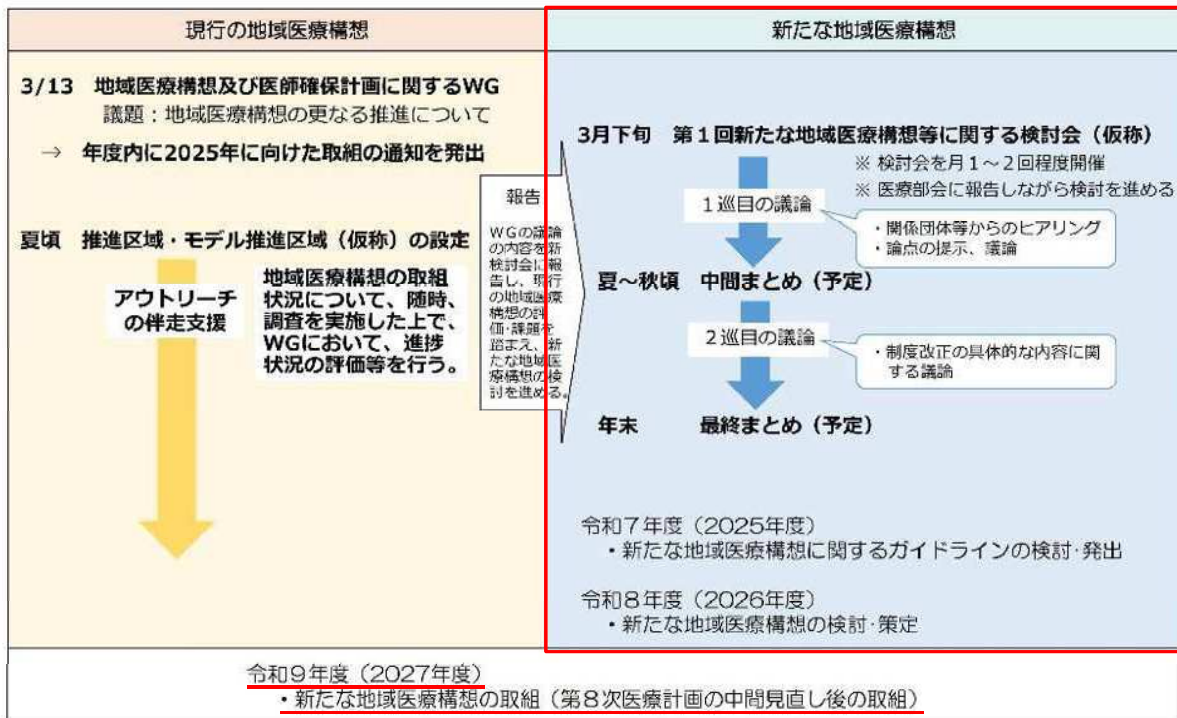 現行の地域医療構想
3/13 地域医療構想及び医師確保計画に関するWG
議題：地域医療構想の更なる推進について
→ 年度内に2025年に向けた取組の通知を発出
夏頃 推進区域・モデル推進区域（仮称）の設定
アウトリーチ
の伴走支援
地域医療構想の取組
状況について、随時、
調査を実施した上で、
WGにおいて、進捗
状況の評価等を行う。
報告
WGの議論
の内容を新
検討会に報
告し、現行
の地域医療
構想の評
価・課題を
踏まえ、新
たな地域医
療構想の検
討を進める。
新たな地域医療構想
3月下旬 第１回新たな地域医療構想等に関する検討会（仮称）
※ 検討会を月１～２回程度開催
※ 医療部会に報告しながら検討を進める
１巡目の議論
・関係団体等からのヒアリング
・論点の提示、議論
夏～秋頃 中間まとめ（予定）
２巡目の議論
・制度改正の具体的な内容に関
する議論
年末 最終まとめ（予定）
令和７年度（2025年度）
・新たな地域医療構想に関するガイドラインの検討・発出
令和８年度（2026年度）
・新たな地域医療構想の検討・策定
令和９年度（2027年度）
・新たな地域医療構想の取組（第８次医療計画の中間見直し後の取組）